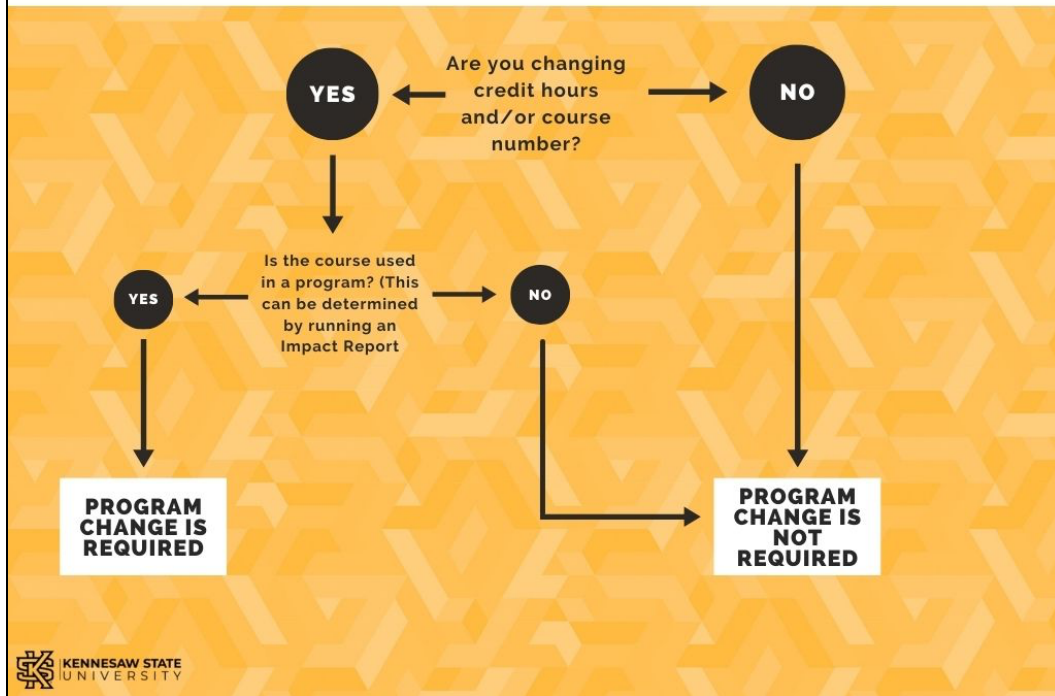 Are you changing
credit hours
and/or course
number?
YES
NO
Is the course used
in a program? (This
can be determined
by running an
Impact Report
YES
NO
PROGRAM
CHANGE IS
REQUIRED
PROGRAM
CHANGE IS
NOT
REQUIRED
KS
KENNESAW STATE
UNIVERSITY